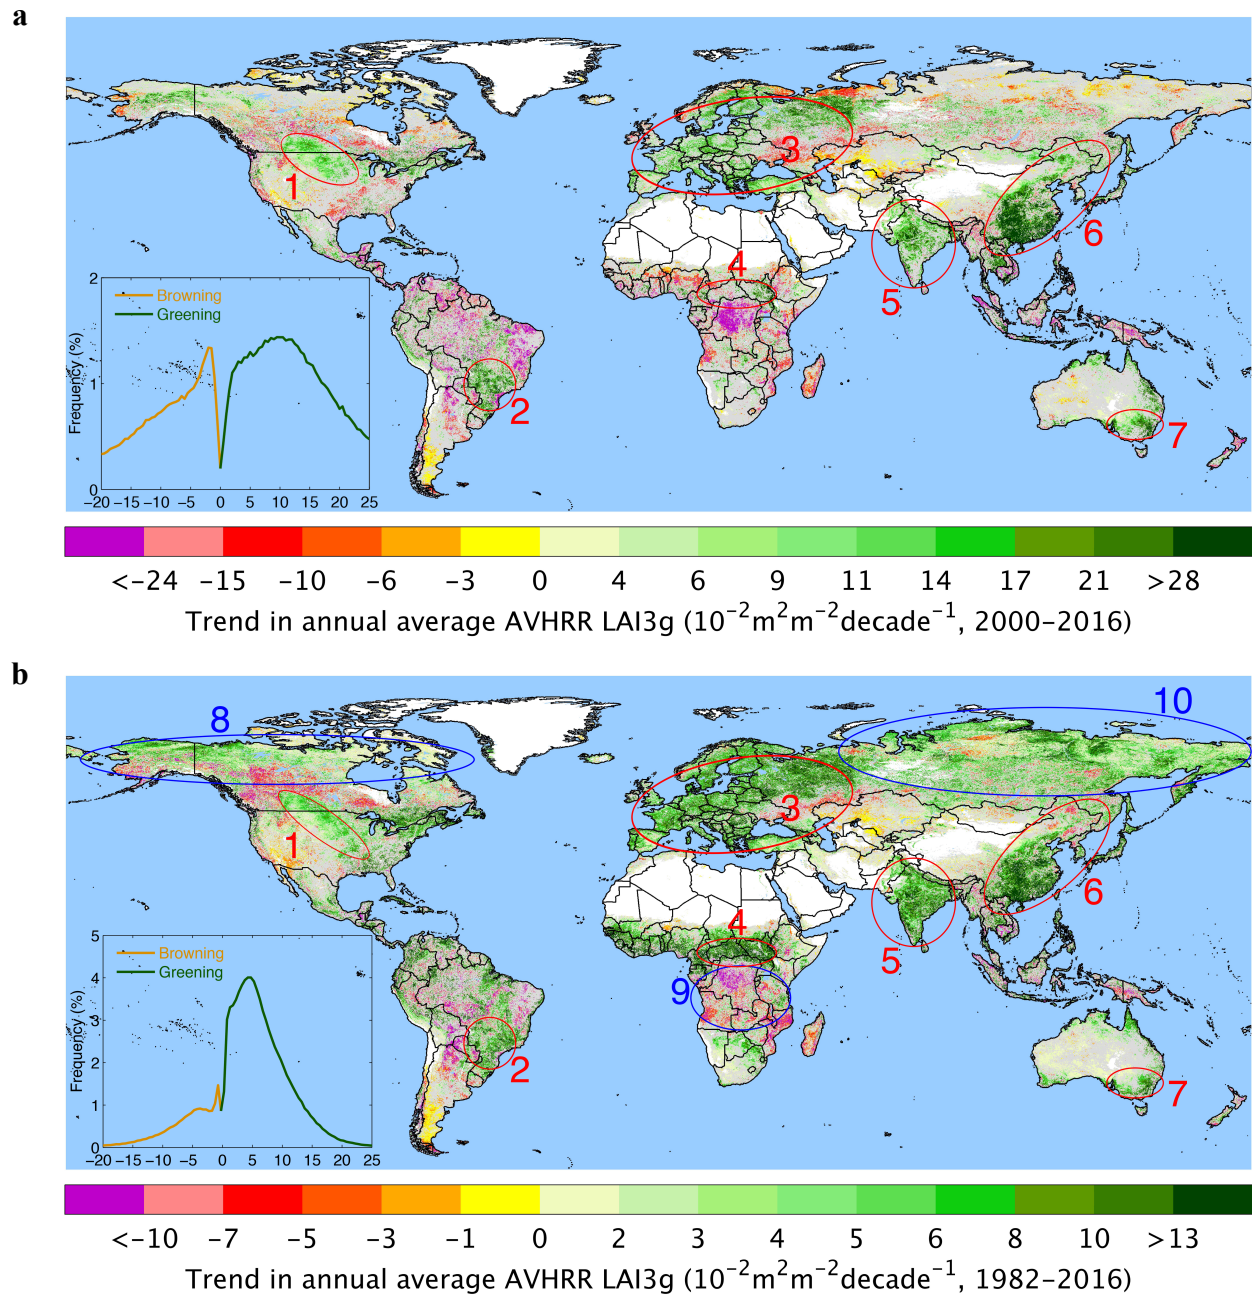 a
1
2
3
4
5
6
7
2
1
0
Frequency (%)
Browning
Greening
−20 −15 −10 −5 0 5 10 15 20 25
<−24 −15 −10 −6 −3 0 4 6 9 11 14 17 21 >28
Trend in annual average AVHRR LAI3g (10⁻²m²m⁻²decade⁻¹, 2000−2016)
b
8
10
1
2
3
4
5
6
7
9
5
4
3
2
1
0
Frequency (%)
Browning
Greening
−20 −15 −10 −5 0 5 10 15 20 25
<−10 −7 −5 −3 −1 0 2 3 4 5 6 8 10 >13
Trend in annual average AVHRR LAI3g (10⁻²m²m⁻²decade⁻¹, 1982−2016)